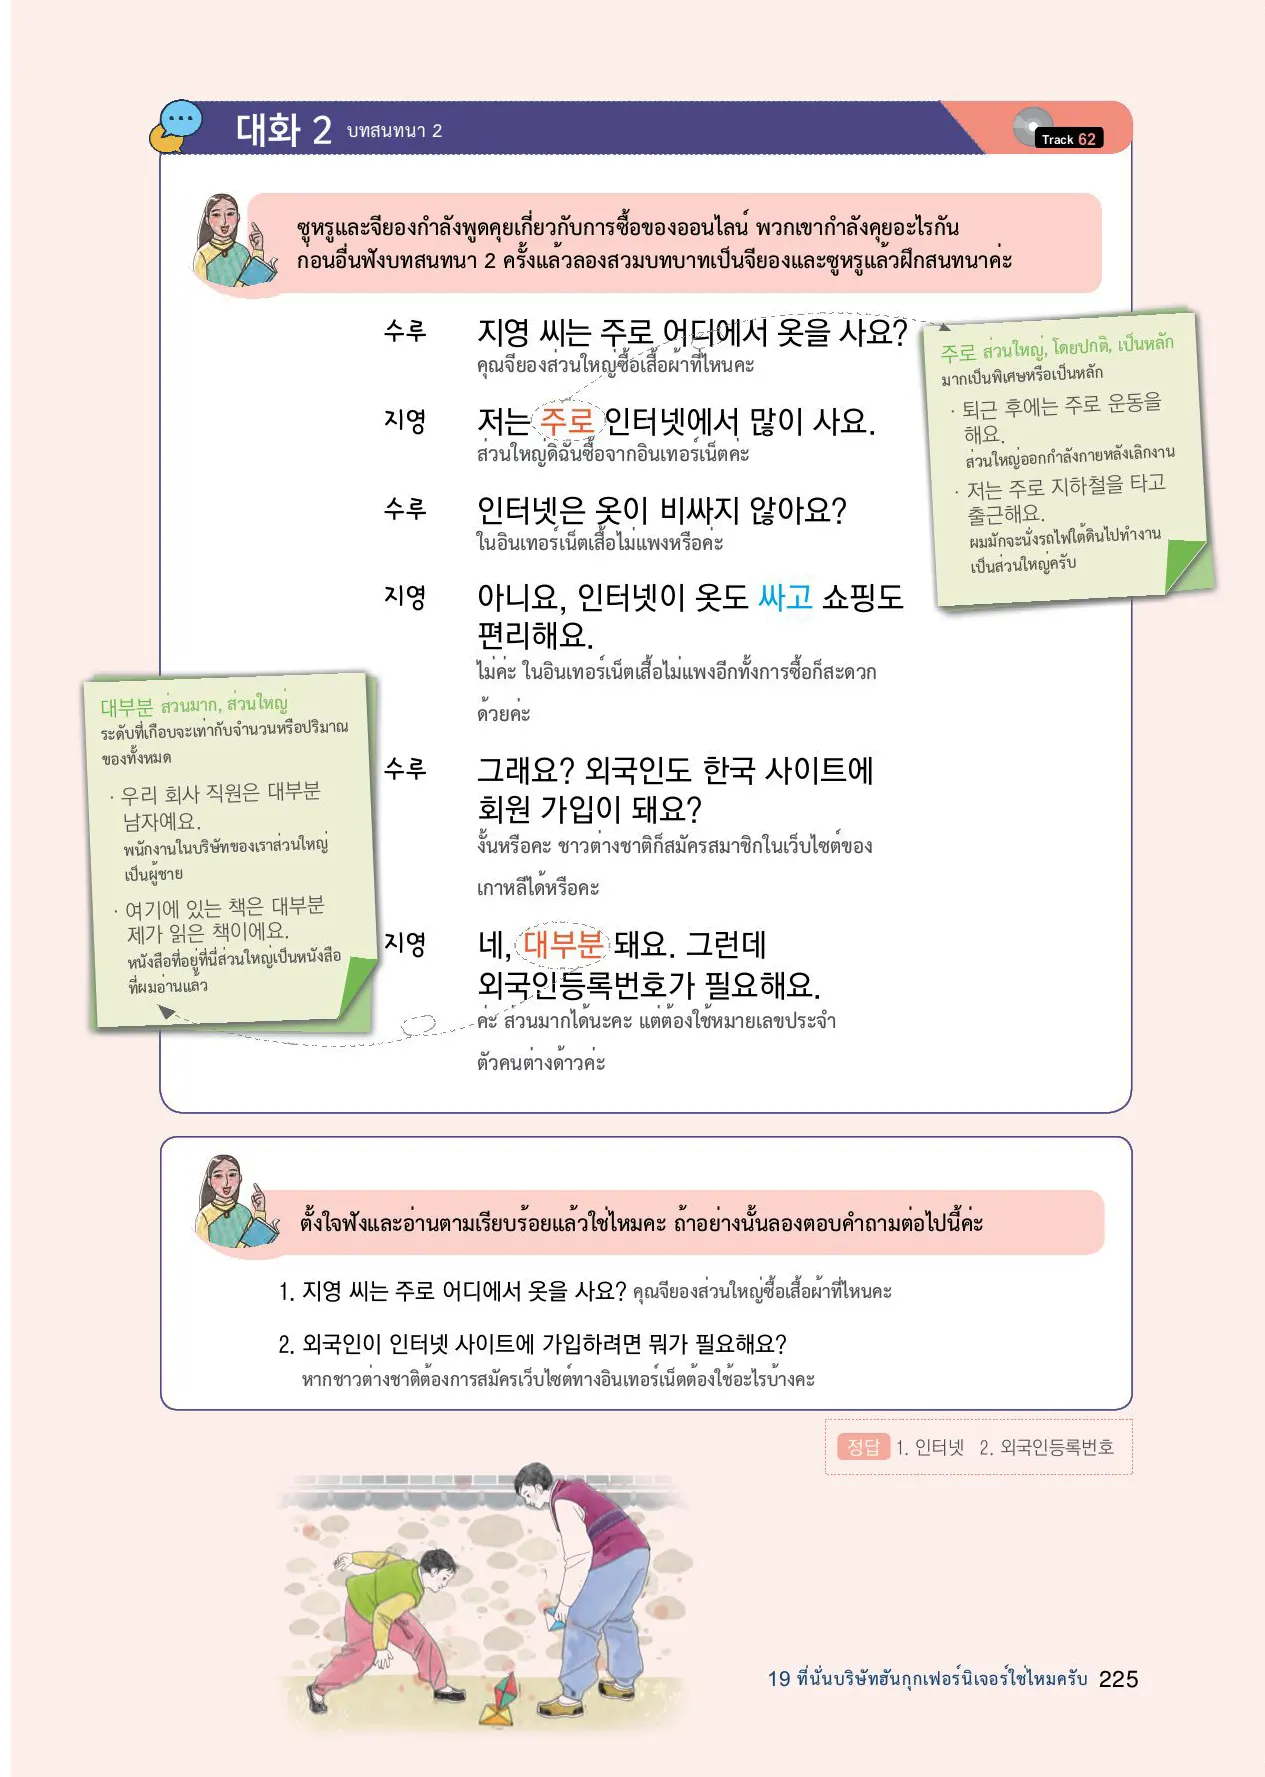 대화 2 บทสนทนา 2
Track 62
ซูหรูและจียองกำลังพูดคุยเกี่ยวกับการซื้อของออนไลน์ พวกเขากำลังคุยอะไรกัน
ก่อนอื่นฟังบทสนทนา 2 ครั้งแล้วลองสวมบทบาทเป็นจียองและซูหรูแล้วฝึกสนทนาค่ะ
수루 지영 씨는 주로 어디에서 옷을 사요?
คุณจียองส่วนใหญ่ซื้อเสื้อผ้าที่ไหนคะ
지영 저는 주로 인터넷에서 많이 사요.
ส่วนใหญ่ดิฉันซื้อจากอินเทอร์เน็ตค่ะ
수루 인터넷은 옷이 비싸지 않아요?
ในอินเทอร์เน็ตเสื้อไม่แพงหรือคะ
지영 아니요, 인터넷이 옷도 싸고 쇼핑도
편리해요.
ไม่ค่ะ ในอินเทอร์เน็ตเสื้อไม่แพงอีกทั้งการซื้อก็สะดวก
ด้วยค่ะ
수루 그래요? 외국인도 한국 사이트에
회원 가입이 돼요?
งั้นหรือคะ ชาวต่างชาติก็สมัครสมาชิกในเว็บไซต์ของ
เกาหลีได้หรือคะ
지영 네, 대부분 돼요. 그런데
외국인등록번호가 필요해요.
ค่ะ ส่วนมากได้นะคะ แต่ต้องใช้หมายเลขประจำ
ตัวคนต่างด้าวค่ะ
주로 ส่วนใหญ่, โดยปกติ, เป็นหลัก
มากเป็นพิเศษหรือเป็นหลัก
· 퇴근 후에는 주로 운동을
해요.
ส่วนใหญ่ออกกำลังกายหลังเลิกงาน
· 저는 주로 지하철을 타고
출근해요.
ผมมักจะนั่งรถไฟใต้ดินไปทำงาน
เป็นส่วนใหญ่ครับ
대부분 ส่วนมาก, ส่วนใหญ่
ระดับที่เกือบจะเท่ากับจำนวนหรือปริมาณ
ของทั้งหมด
· 우리 회사 직원은 대부분
남자예요.
พนักงานในบริษัทของเราส่วนใหญ่
เป็นผู้ชาย
· 여기에 있는 책은 대부분
제가 읽은 책이에요.
หนังสือที่อยู่ที่นี่ส่วนใหญ่เป็นหนังสือ
ที่ผมอ่านแล้ว
ตั้งใจฟังและอ่านตามเรียบร้อยแล้วใช่ไหมคะ ถ้าอย่างนั้นลองตอบคำถามต่อไปนี้ค่ะ
1. 지영 씨는 주로 어디에서 옷을 사요? คุณจียองส่วนใหญ่ซื้อเสื้อผ้าที่ไหนคะ
2. 외국인이 인터넷 사이트에 가입하려면 뭐가 필요해요?
หากชาวต่างชาติต้องการสมัครเว็บไซต์ทางอินเทอร์เน็ตต้องใช้อะไรบ้างคะ
정답 1. 인터넷 2. 외국인등록번호
19 ที่นั่นบริษัทฮันกุกเฟอร์นิเจอร์ใช่ไหมครับ 225